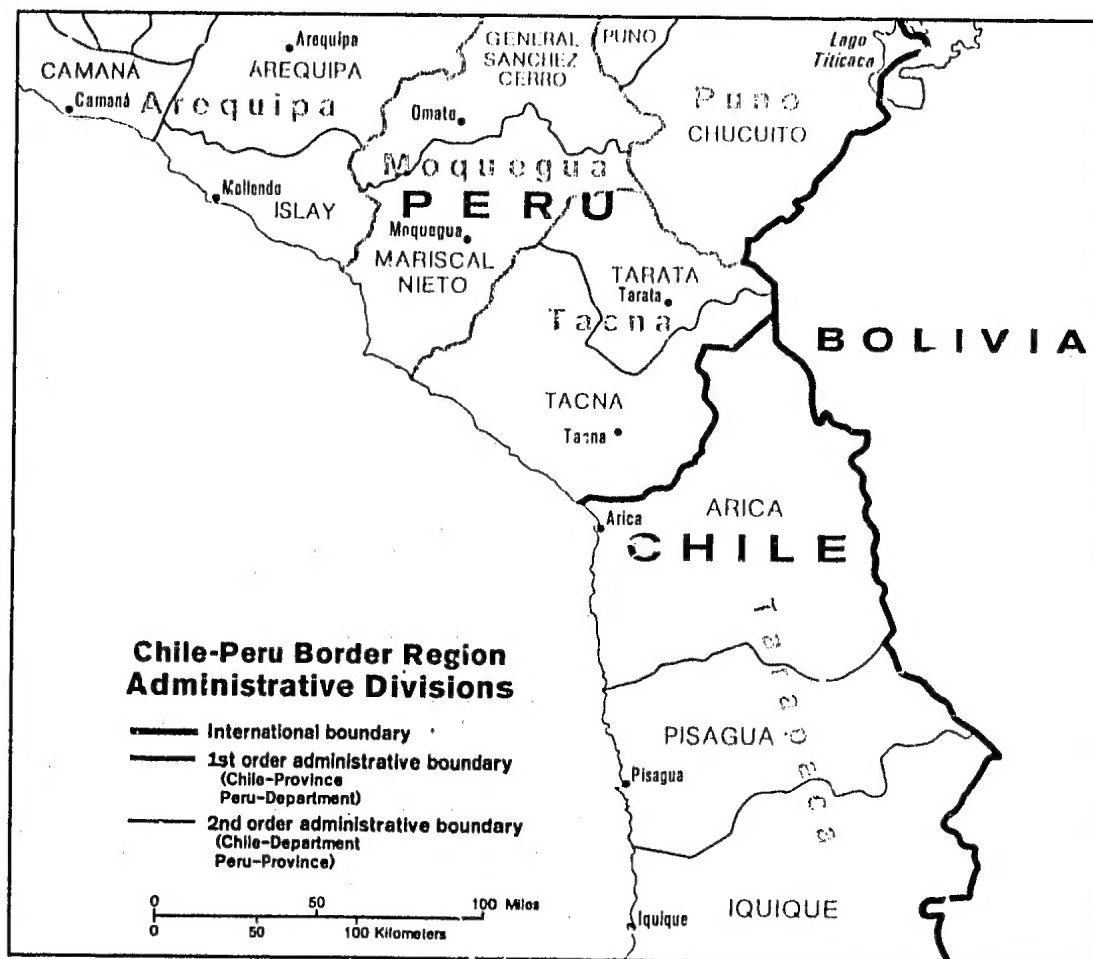 Arequipa
GENERAL
SANCHEZ
CERRO
PUNO
Lago
Titicaca
CAMANÁ
AREQUIPA
Camaná
Arequipa
Omate
Puno
CHUCUITO
Moquegua
Mollendo
ISLAY
PERU
Moquegua
MARISCAL
NIETO
TARATA
Tarata
Tacna
BOLIVIA
TACNA
Tacna
ARICA
Arica
CHILE
Tarapaca
Chile-Peru Border Region
Administrative Divisions
International boundary
1st order administrative boundary
(Chile-Province
Peru-Department)
2nd order administrative boundary
(Chile-Department
Peru-Province)
PISAGUA
Pisagua
0 50 100 Miles
0 50 100 Kilometers
IQUIQUE
Iquique